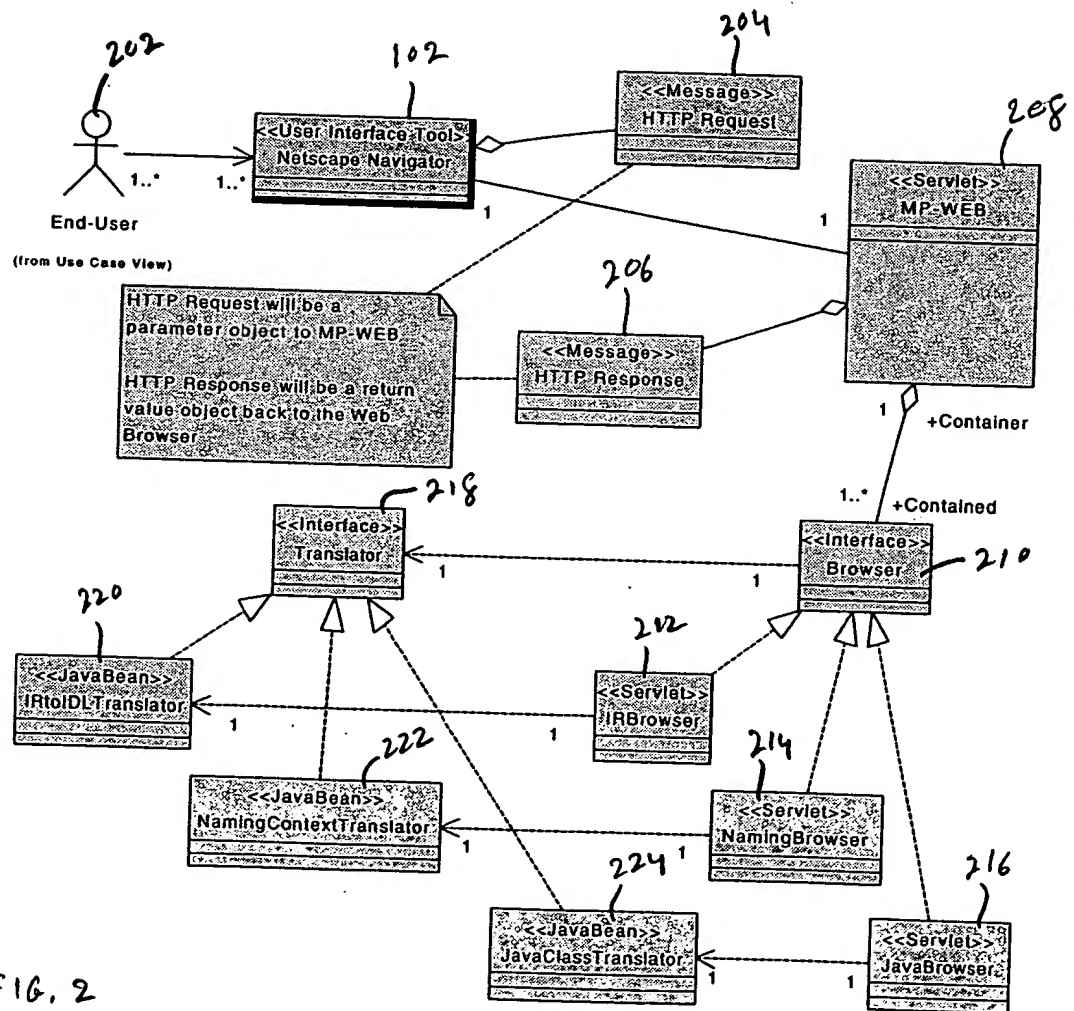 202
102
204
208
<<User Interface Tool>
Netscape Navigator
<<Message>>
HTTP Request
<<Servlet>>
MP-WEB
1..*
1..*
1
1
End-User
(from Use Case View)
206
HTTP Request will be a
parameter object to MP-WEB
HTTP Response will be a return
value object back to the Web
Browser
<<Message>>
HTTP Response
1
+Container
1..*
+Contained
218
<<Interface>>
Translator
1
1
<<Interface>>
Browser
210
220
<<JavaBean>>
IRtoIDLTranslator
1
1
212
<<Servlet>>
IRBrowser
222
<<JavaBean>>
NamingContextTranslator
1
1
214
<<Servlet>>
NamingBrowser
224
<<JavaBean>>
JavaClassTranslator
1
1
216
<<Servlet>>
JavaBrowser
FIG. 2